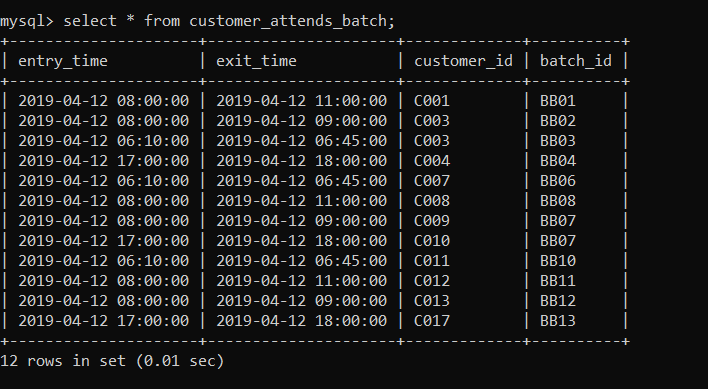 mysql> select * from customer_attends_batch;
+---------------------+---------------------+-------------+----------+
| entry_time          | exit_time           | customer_id | batch_id |
+---------------------+---------------------+-------------+----------+
| 2019-04-12 08:00:00 | 2019-04-12 11:00:00 | C001        | BB01     |
| 2019-04-12 08:00:00 | 2019-04-12 09:00:00 | C003        | BB02     |
| 2019-04-12 06:10:00 | 2019-04-12 06:45:00 | C003        | BB03     |
| 2019-04-12 17:00:00 | 2019-04-12 18:00:00 | C004        | BB04     |
| 2019-04-12 06:10:00 | 2019-04-12 06:45:00 | C007        | BB06     |
| 2019-04-12 08:00:00 | 2019-04-12 11:00:00 | C008        | BB08     |
| 2019-04-12 08:00:00 | 2019-04-12 09:00:00 | C009        | BB07     |
| 2019-04-12 17:00:00 | 2019-04-12 18:00:00 | C010        | BB07     |
| 2019-04-12 06:10:00 | 2019-04-12 06:45:00 | C011        | BB10     |
| 2019-04-12 08:00:00 | 2019-04-12 11:00:00 | C012        | BB11     |
| 2019-04-12 08:00:00 | 2019-04-12 09:00:00 | C013        | BB12     |
| 2019-04-12 17:00:00 | 2019-04-12 18:00:00 | C017        | BB13     |
+---------------------+---------------------+-------------+----------+
12 rows in set (0.01 sec)